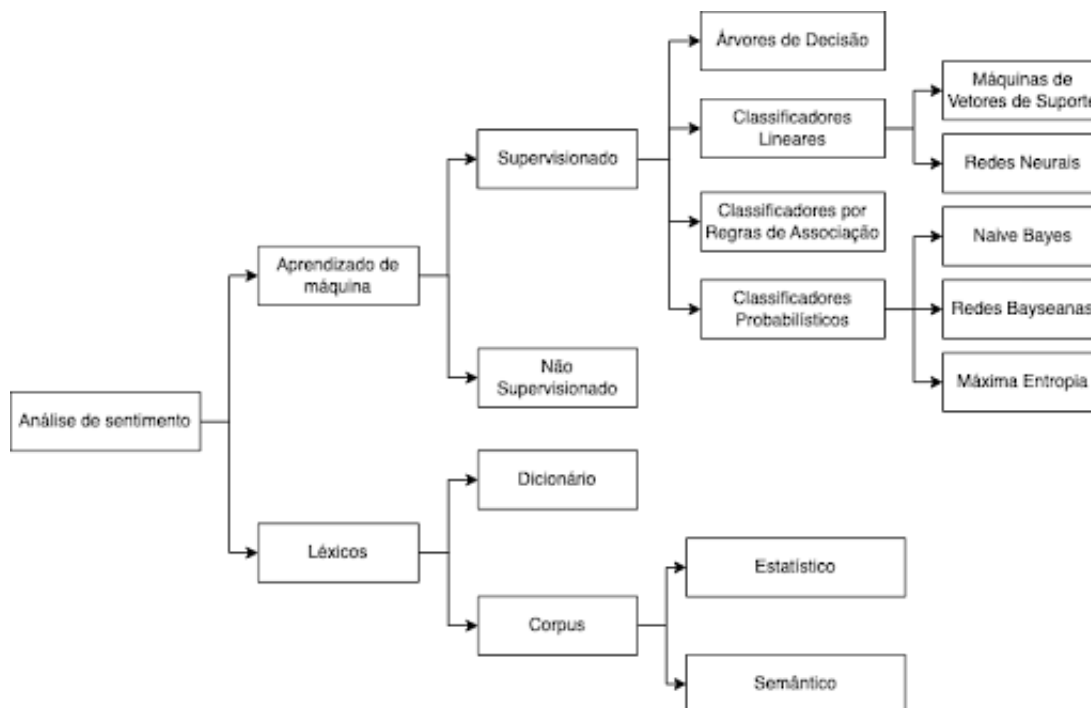 Árvores de Decisão
Máquinas de
Vetores de Suporte
Classificadores
Lineares
Supervisionado
Redes Neurais
Classificadores por
Regras de Associação
Naive Bayes
Aprendizado de
máquina
Classificadores
Probabilísticos
Redes Bayseanas
Não
Supervisionado
Máxima Entropia
Análise de sentimento
Dicionário
Léxicos
Estatístico
Corpus
Semântico